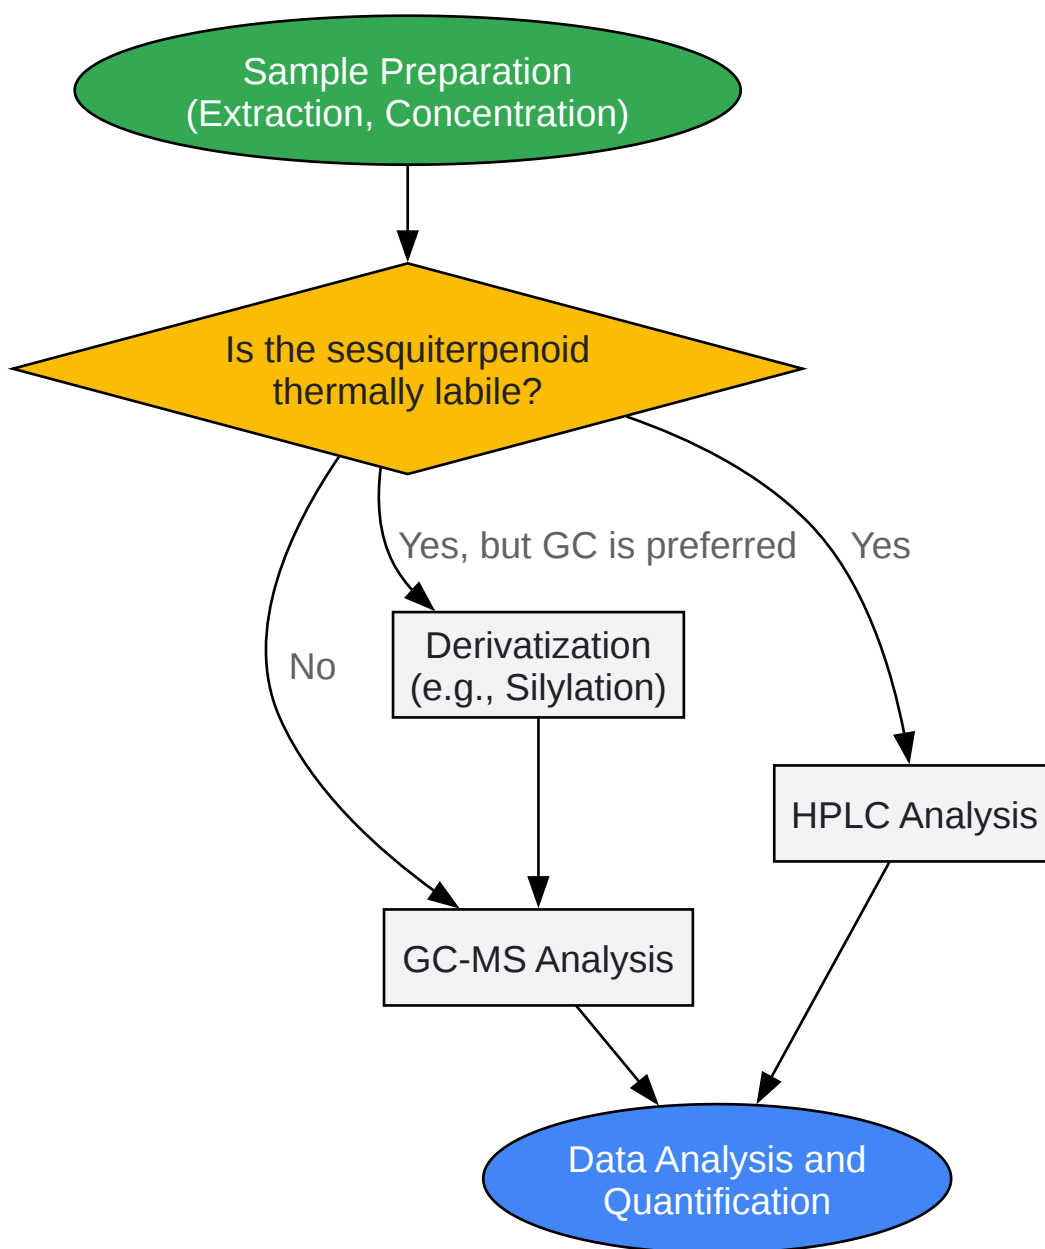 Sample Preparation
(Extraction, Concentration)
Is the sesquiterpenoid
thermally labile?
Yes, but GC is preferred
Yes
Derivatization
(e.g., Silylation)
No
HPLC Analysis
GC-MS Analysis
Data Analysis and
Quantification